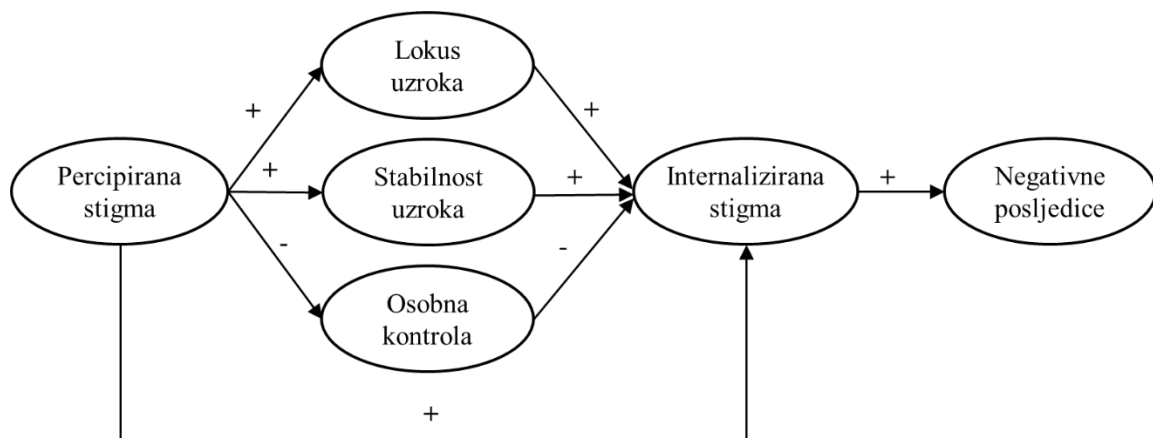 Lokus
uzroka
+
+
Percipirana
stigma
+
Stabilnost
uzroka
+
Internalizirana
stigma
+
Negativne
posljedice
-
-
Osobna
kontrola
+